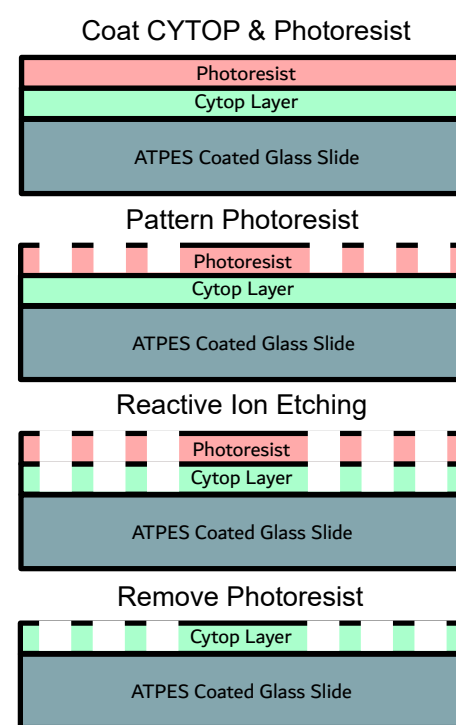 Coat CYTOP & Photoresist
Photoresist
Cytop Layer
ATPES Coated Glass Slide
Pattern Photoresist
Photoresist
Cytop Layer
ATPES Coated Glass Slide
Reactive Ion Etching
Photoresist
Cytop Layer
ATPES Coated Glass Slide
Remove Photoresist
Cytop Layer
ATPES Coated Glass Slide